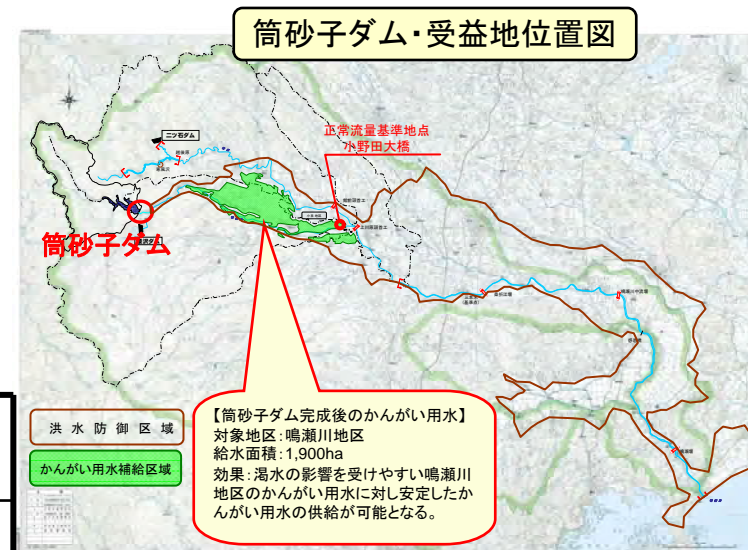 筒砂子ダム・受益地位置図
二ツ石ダム
正常流量基準地点
小野田大橋
筒砂子ダム
【筒砂子ダム完成後のかんがい用水】
対象地区:鳴瀬川地区
給水面積:1,900ha
効果:渇水の影響を受けやすい鳴瀬川
地区のかんがい用水に対し安定したか
んがい用水の供給が可能となる。
洪水防御区域
かんがい用水補給区域